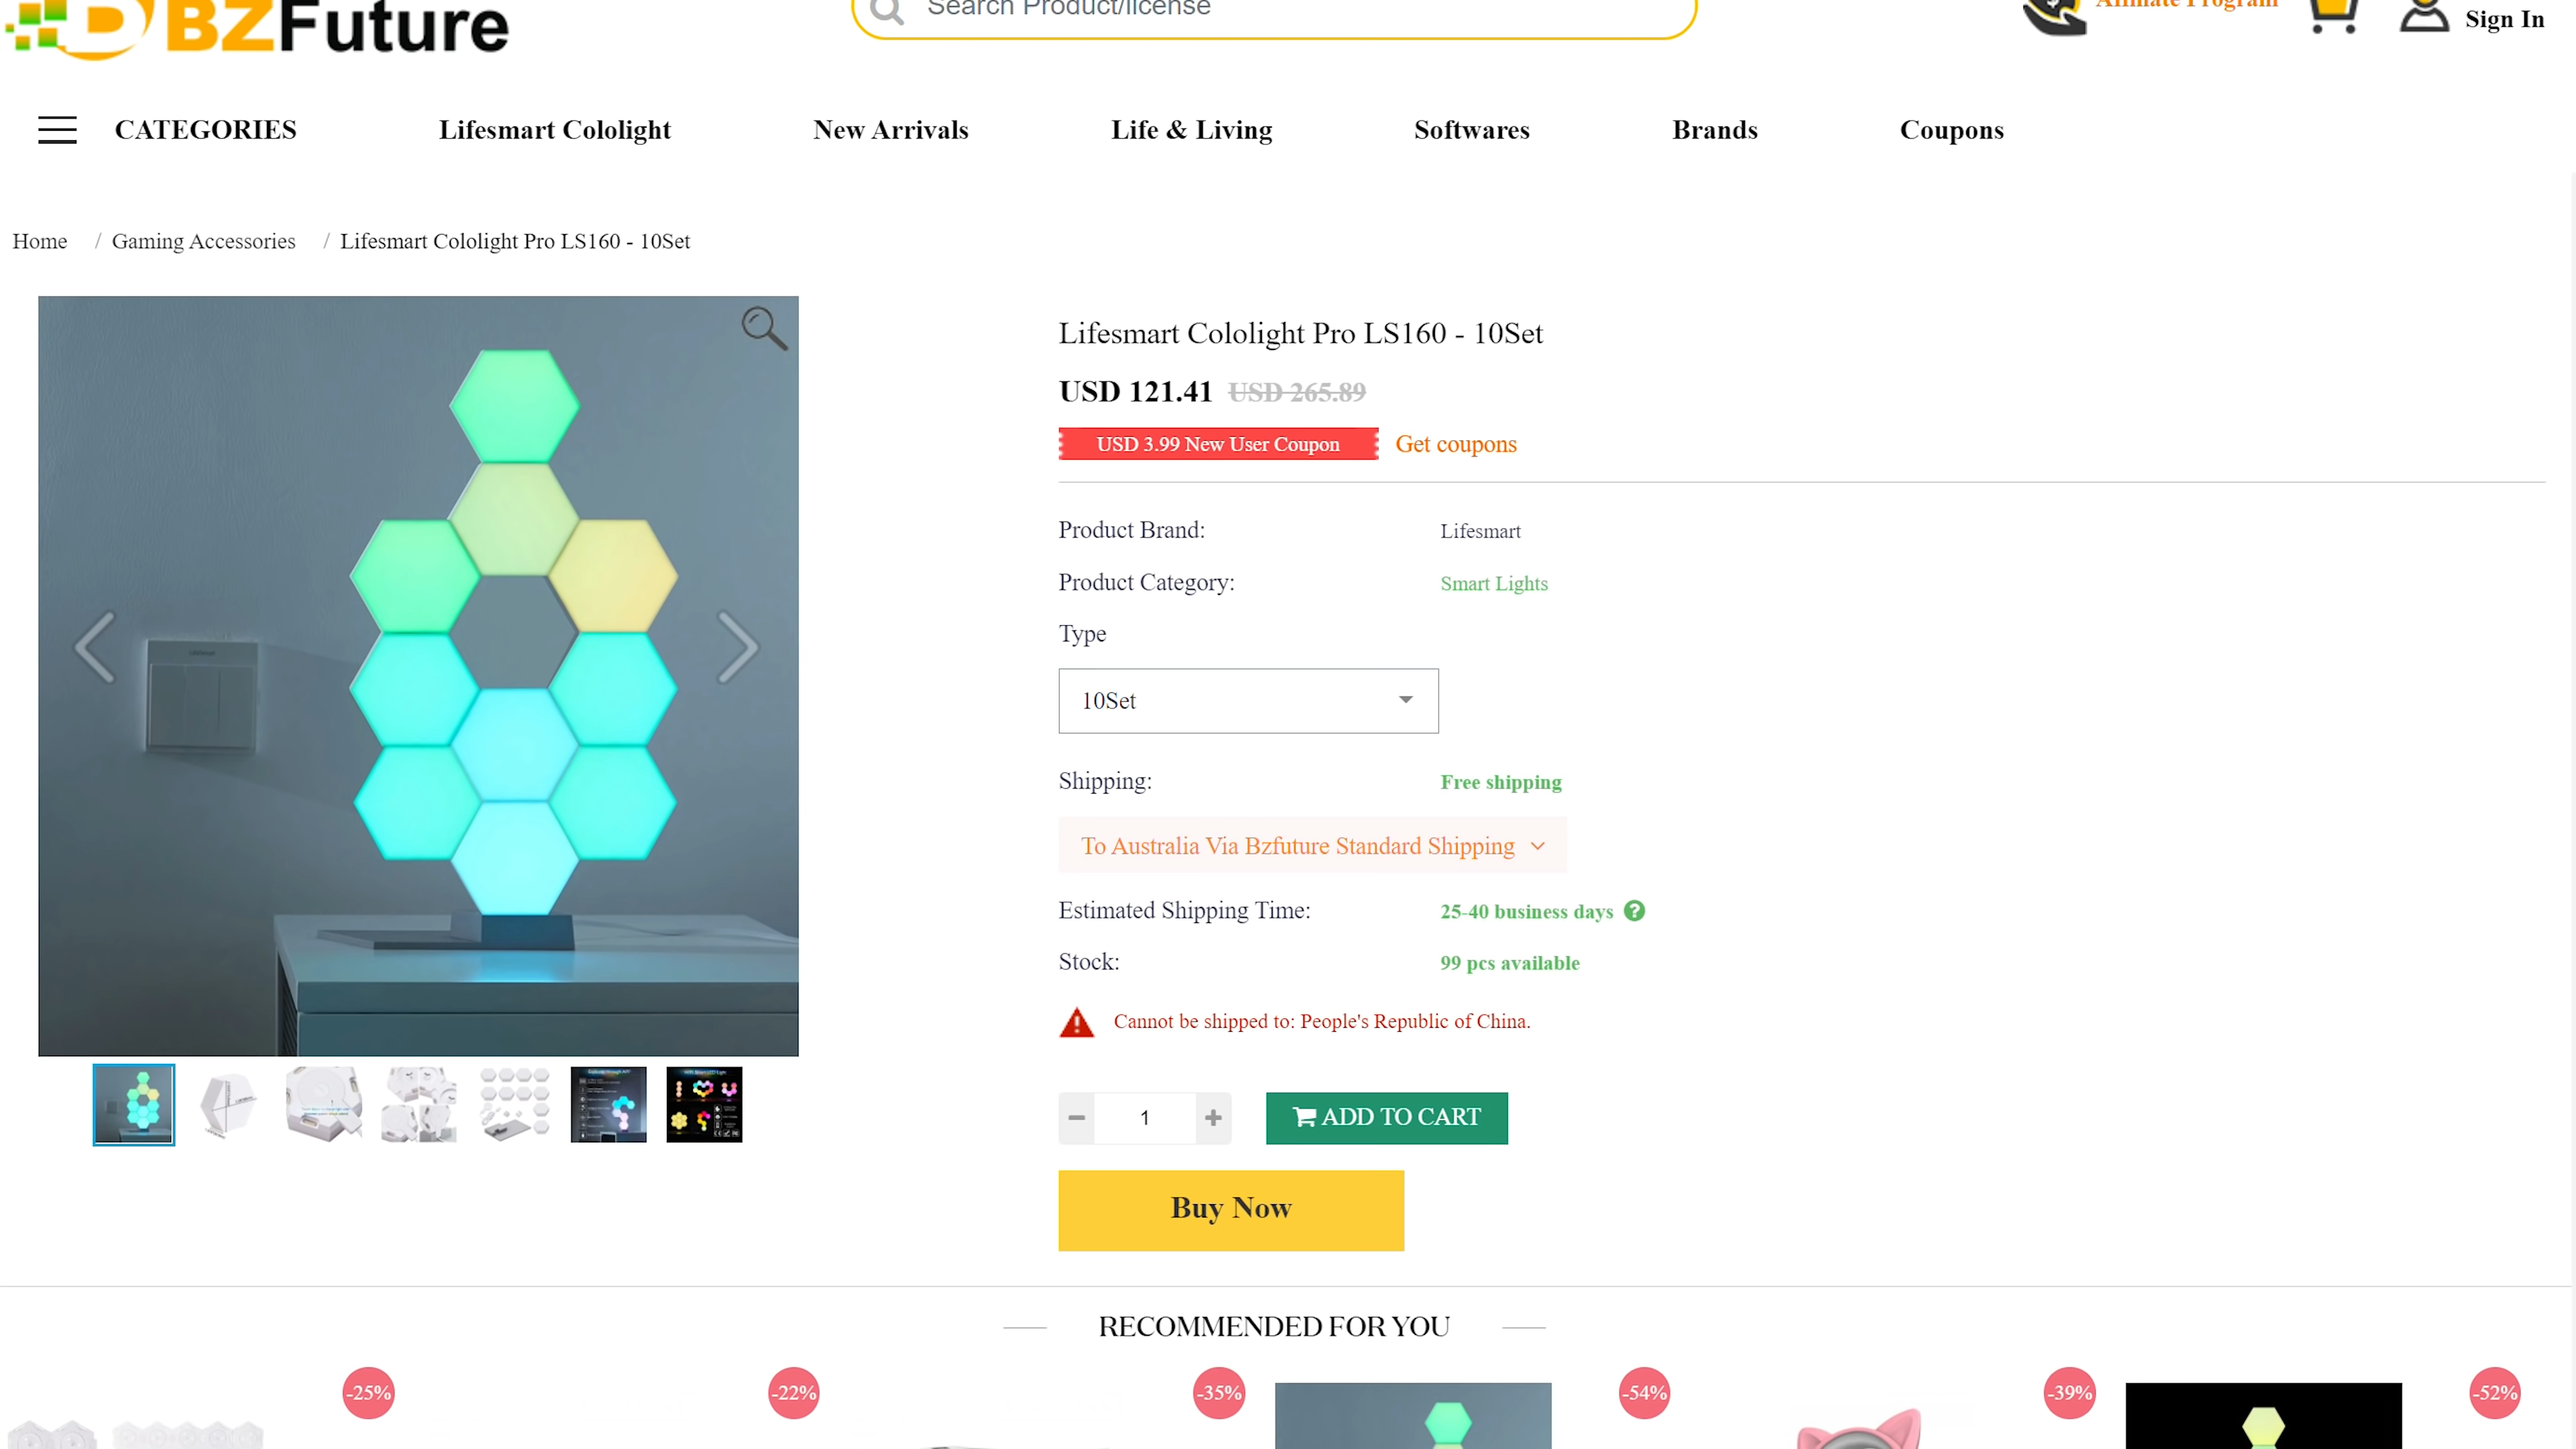 BZFuture
Search Product/license
Affiliate Program
Sign In
CATEGORIES
Lifesmart Cololight
New Arrivals
Life & Living
Softwares
Brands
Coupons
Home / Gaming Accessories / Lifesmart Cololight Pro LS160 - 10Set
Lifesmart Cololight Pro LS160 - 10Set
USD 121.41 USD 265.89
USD 3.99 New User Coupon Get coupons
Product Brand: Lifesmart
Product Category: Smart Lights
Type
10Set
Shipping: Free shipping
To Australia Via Bzfuture Standard Shipping
Estimated Shipping Time: 25-40 business days ?
Stock: 99 pcs available
Cannot be shipped to: People's Republic of China.
1
ADD TO CART
Buy Now
RECOMMENDED FOR YOU
-25%
-22%
-35%
-54%
-39%
-52%